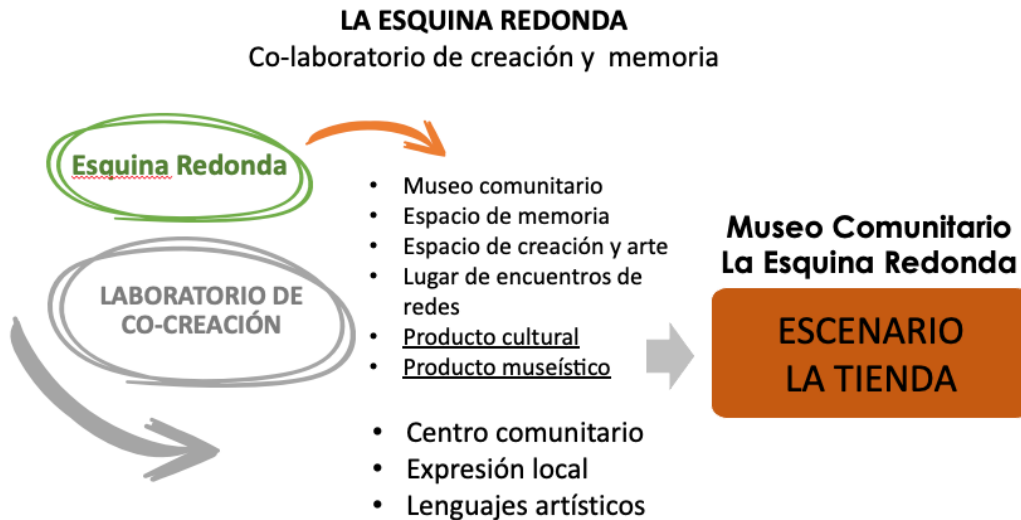 LA ESQUINA REDONDA
Co-laboratorio de creación y memoria
Esquina Redonda
• Museo comunitario
• Espacio de memoria
• Espacio de creación y arte
• Lugar de encuentros de
redes
• Producto cultural
• Producto museístico
LABORATORIO DE
CO-CREACIÓN
• Centro comunitario
• Expresión local
• Lenguajes artísticos
Museo Comunitario
La Esquina Redonda
ESCENARIO
LA TIENDA